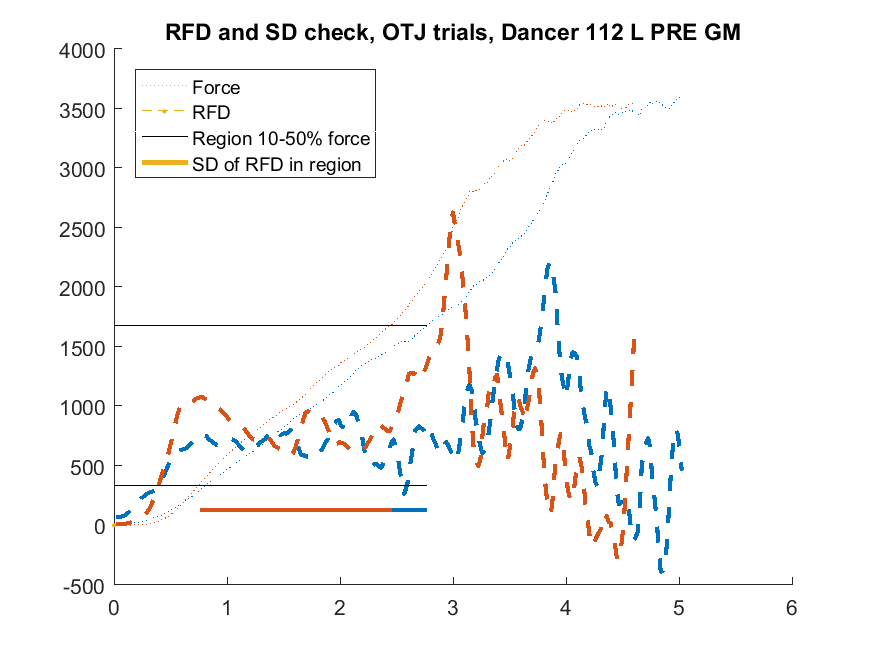 RFD and SD check, OTJ trials, Dancer 112 L PRE GM
4000
3500
3000
2500
2000
1500
1000
500
0
-500
Force
RFD
Region 10-50% force
SD of RFD in region
0 1 2 3 4 5 6